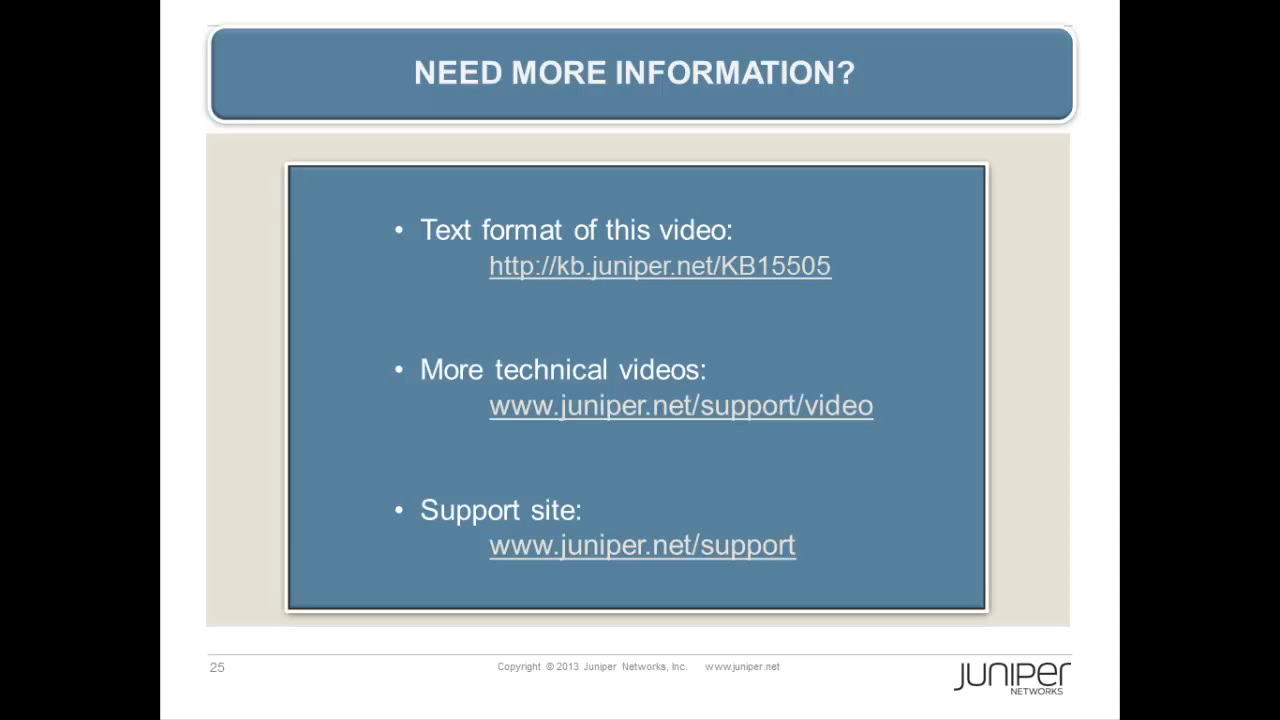 NEED MORE INFORMATION?
• Text format of this video:
http://kb.juniper.net/KB15505
• More technical videos:
www.juniper.net/support/video
• Support site:
www.juniper.net/support
25
Copyright © 2013 Juniper Networks, Inc. www.juniper.net
JUNIPER
NETWORKS